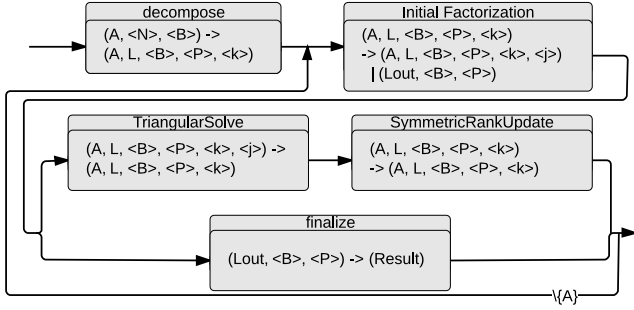 decompose
(A, <N>, <B>) ->
(A, L, <B>, <P>, <k>)
Initial Factorization
(A, L, <B>, <P>, <k>)
-> (A, L, <B>, <P>, <k>, <j>)
| (Lout, <B>, <P>)
TriangularSolve
(A, L, <B>, <P>, <k>, <j>) ->
(A, L, <B>, <P>, <k>)
SymmetricRankUpdate
(A, L, <B>, <P>, <k>)
-> (A, L, <B>, <P>, <k>)
finalize
(Lout, <B>, <P>) -> (Result)
\{A}